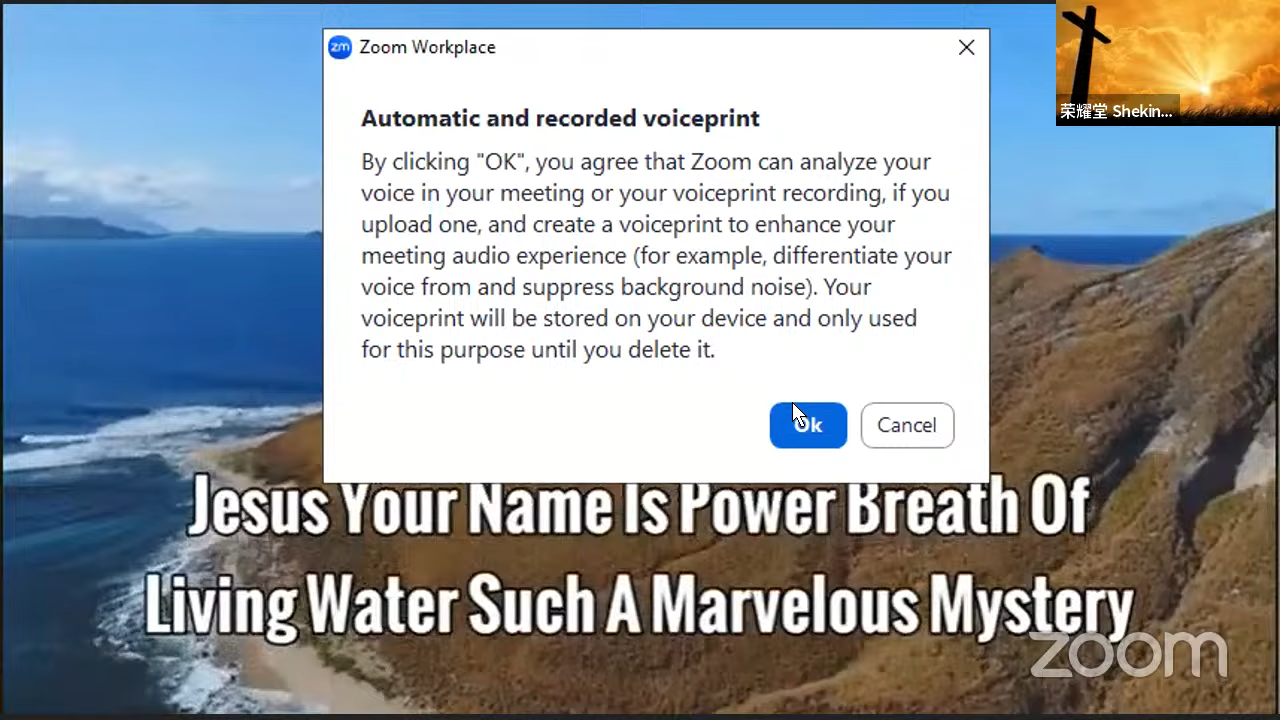 zm Zoom Workplace
荣耀堂 Shekin...
Automatic and recorded voiceprint
By clicking "OK", you agree that Zoom can analyze your
voice in your meeting or your voiceprint recording, if you
upload one, and create a voiceprint to enhance your
meeting audio experience (for example, differentiate your
voice from and suppress background noise). Your
voiceprint will be stored on your device and only used
for this purpose until you delete it.
Ok Cancel
Jesus Your Name Is Power Breath Of
Living Water Such A Marvelous Mystery
zoom